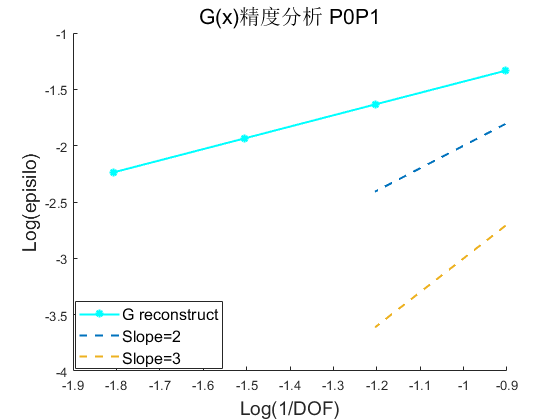 G(x)精度分析 P0P1
Log(episilo)
-1
-1.5
-2
-2.5
-3
-3.5
-4
G reconstruct
Slope=2
Slope=3
-1.9 -1.8 -1.7 -1.6 -1.5 -1.4 -1.3 -1.2 -1.1 -1 -0.9
Log(1/DOF)